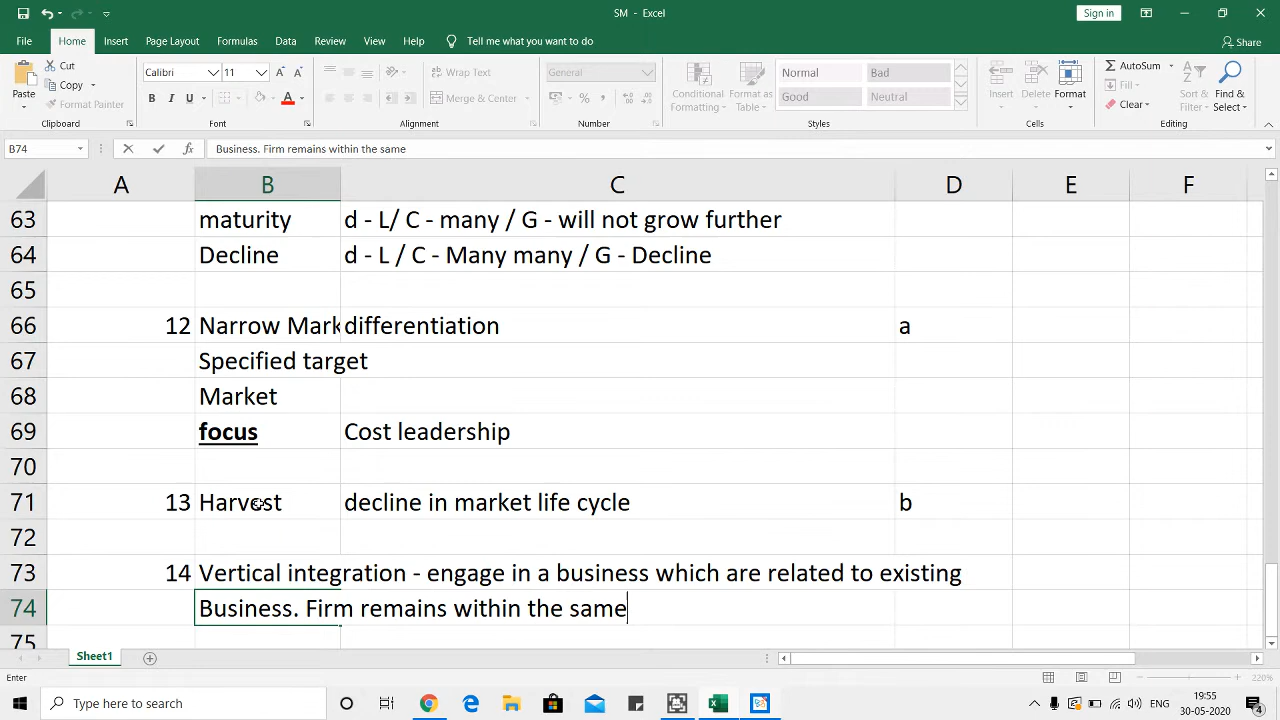 SM - Excel
Sign in
File Home Insert Page Layout Formulas Data Review View Help Tell me what you want to do Share
Paste Cut Copy Format Painter Clipboard
Calibri 11 B I U Font
Wrap Text Merge & Center Alignment
General % , Number
Conditional Formatting Format as Table Normal Bad Good Neutral Styles
Insert Delete Format Cells
AutoSum Fill Clear Sort & Filter Find & Select Editing
B74 fx Business. Firm remains within the same
A B C D E F
63 maturity d - L/ C - many / G - will not grow further
64 Decline d - L / C - Many many / G - Decline
65
66 12 Narrow Mark differentiation a
67 Specified target
68 Market
69 focus Cost leadership
70
71 13 Harvest decline in market life cycle b
72
73 14 Vertical integration - engage in a business which are related to existing
74 Business. Firm remains within the same
75
Sheet1
Enter 220%
Type here to search ENG 19:55 30-05-2020 4